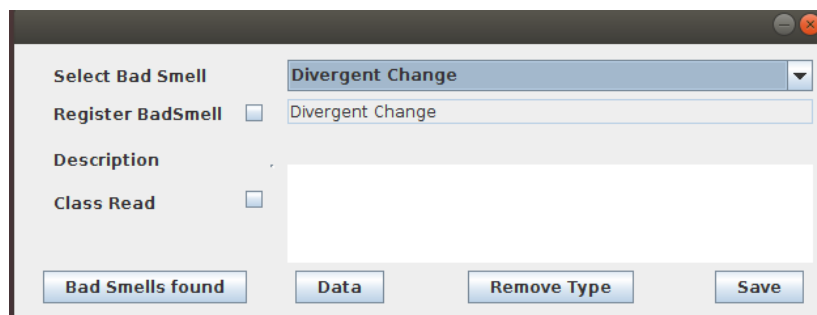 Select Bad Smell Divergent Change
Register BadSmell Divergent Change
Description
Class Read
Bad Smells found Data Remove Type Save